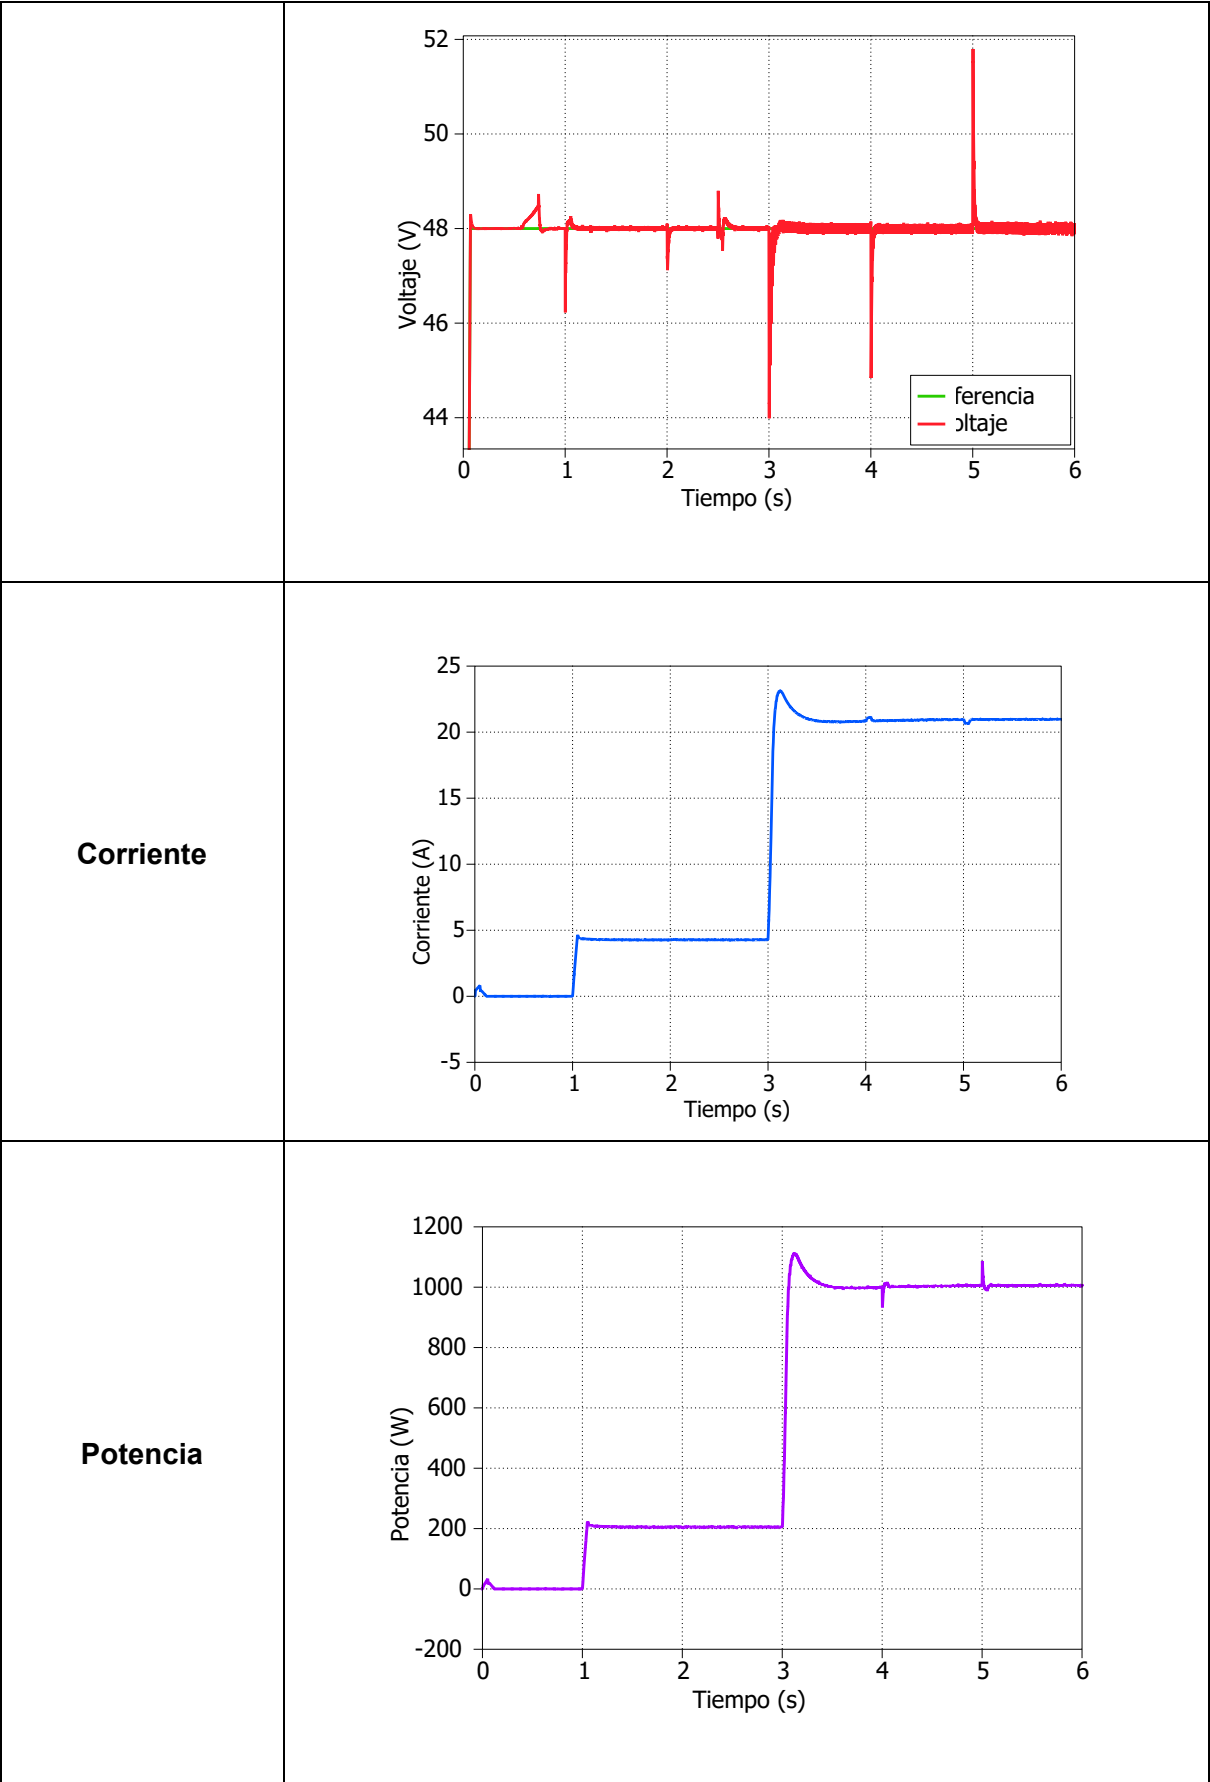 52
50
48
46
44
Voltaje (V)
ferencia
oltaje
0 1 2 3 4 5 6
Tiempo (s)
Corriente
25
20
15
10
5
0
-5
Corriente (A)
0 1 2 3 4 5 6
Tiempo (s)
Potencia
1200
1000
800
600
400
200
0
-200
Potencia (W)
0 1 2 3 4 5 6
Tiempo (s)